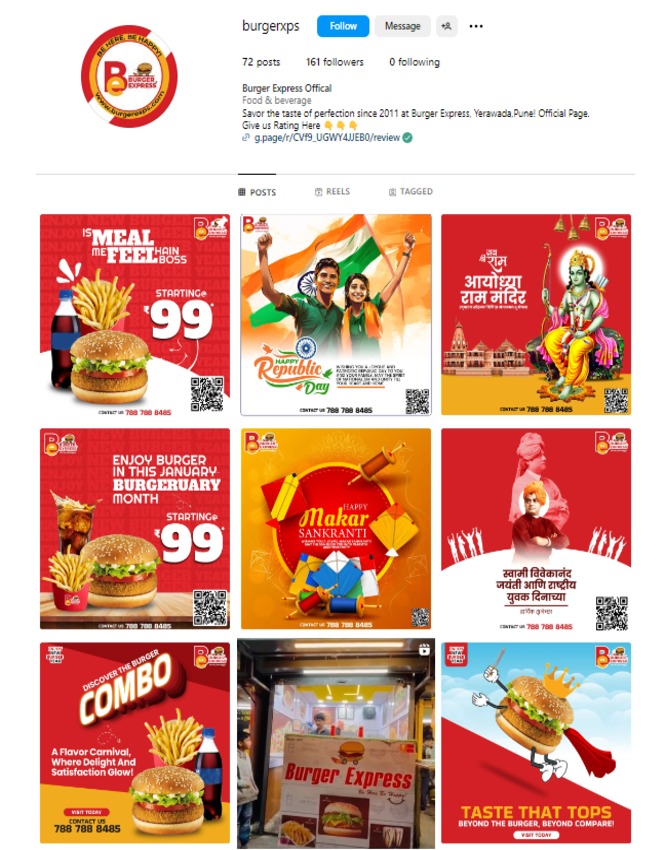 burgerxps
Follow
Message
72 posts
161 followers
0 following
Burger Express Offical
Food & beverage
Savor the taste of perfection since 2011 at Burger Express, Yerawada,Pune! Official Page.
Give us Rating Here 👇👇👇
g.page/r/CVf9_UGWY4JJEB0/review
BE HERE, BE HAPPY!
Be
BURGER
EXPRESS
www.burgerexps.com
POSTS
REELS
TAGGED
IS MEAL
ME FEEL HAIN
BOSS
STARTING@
₹99*
CONTACT US 788 788 8485
HAPPY
Republic
Day
CONTACT US 788 788 8485
जय
श्री राम
आयोध्या
राम मंदिर
CONTACT US 788 788 8485
ENJOY BURGER
IN THIS JANUARY
BURGERUARY
MONTH
STARTING@
₹99*
CONTACT US 788 788 8485
HAPPY
Makar
SANKRANTI
CONTACT US 788 788 8485
स्वामी विवेकानंद
जयंती आणि राष्ट्रीय
युवक दिनाच्या
हार्दिक शुभेच्छा
CONTACT US 788 788 8485
DISCOVER THE BURGER
COMBO
A Flavor Carnival,
Where Delight And
Satisfaction Glow!
VISIT TODAY
CONTACT US
788 788 8485
Burger Express
Be Here Be Happy
TASTE THAT TOPS
BEYOND THE BURGER, BEYOND COMPARE!
VISIT TODAY